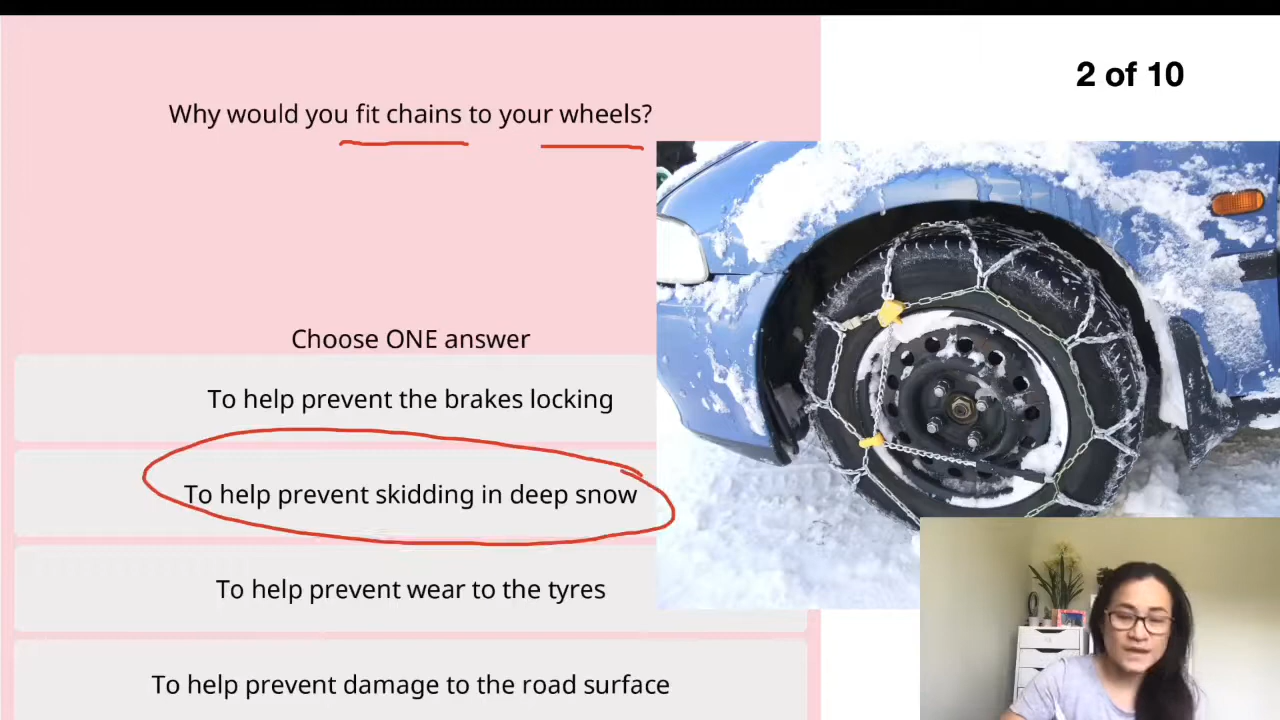 2 of 10
Why would you fit chains to your wheels?
Choose ONE answer
To help prevent the brakes locking
To help prevent skidding in deep snow
To help prevent wear to the tyres
To help prevent damage to the road surface